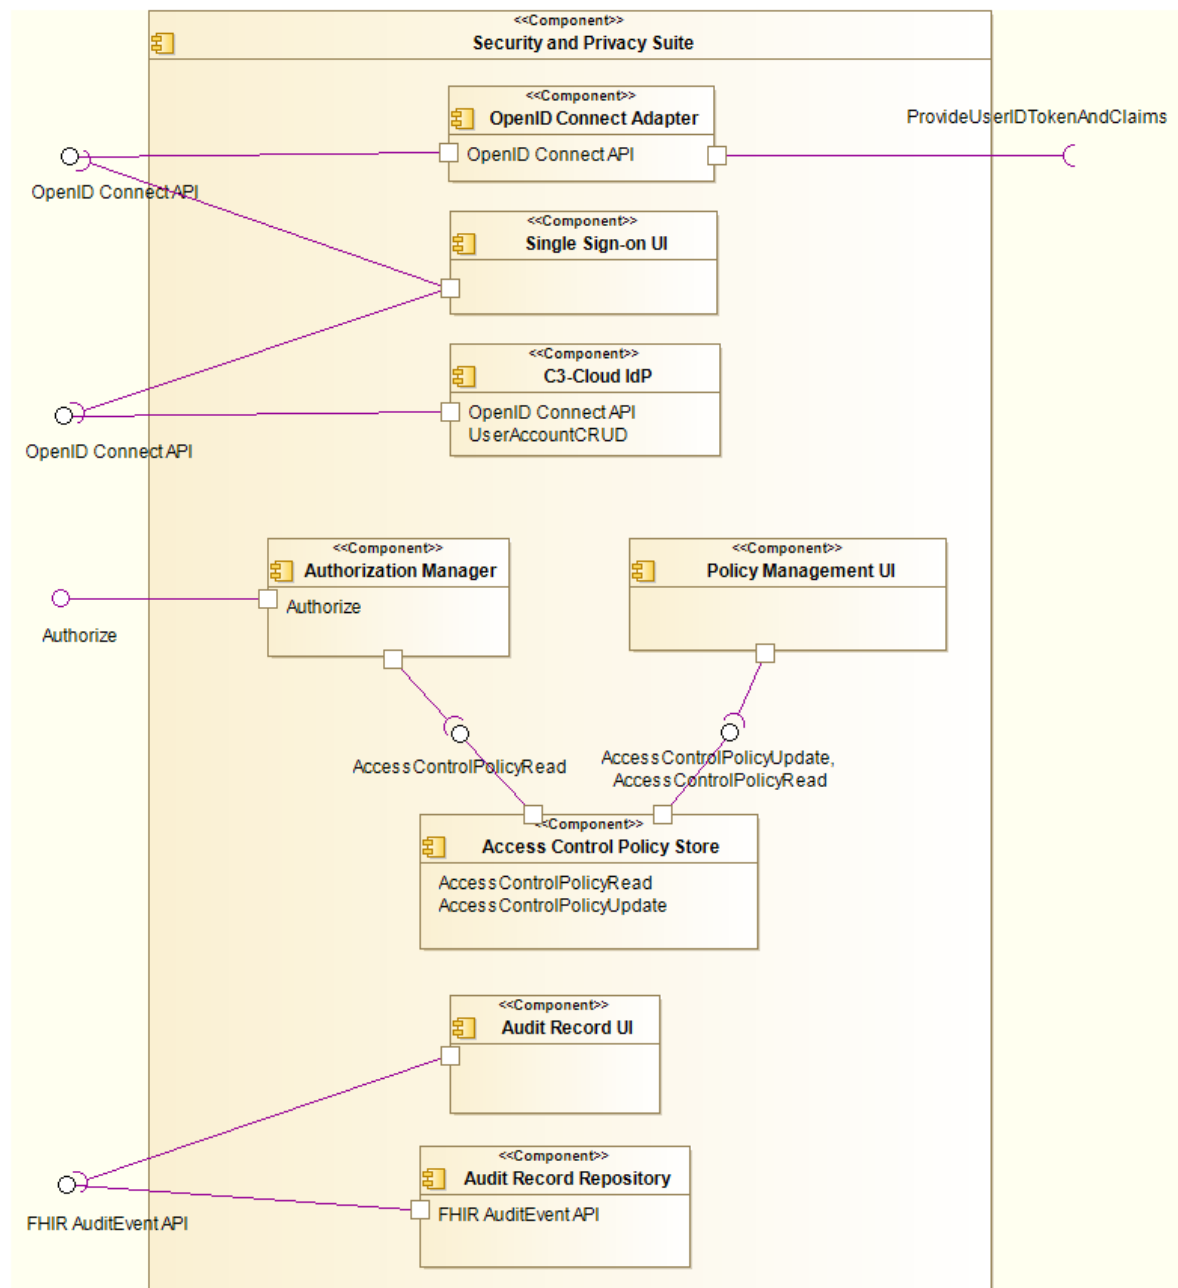 <<Component>>
Security and Privacy Suite
<<Component>>
OpenID Connect Adapter
OpenID Connect API
ProvideUserIDTokenAndClaims
OpenID Connect API
<<Component>>
Single Sign-on UI
<<Component>>
C3-Cloud IdP
OpenID Connect API
UserAccountCRUD
OpenID Connect API
<<Component>>
Authorization Manager
Authorize
Authorize
<<Component>>
Policy Management UI
AccessControlPolicyRead
AccessControlPolicyUpdate,
AccessControlPolicyRead
<<Component>>
Access Control Policy Store
AccessControlPolicyRead
AccessControlPolicyUpdate
<<Component>>
Audit Record UI
<<Component>>
Audit Record Repository
FHIR AuditEvent API
FHIR AuditEvent API